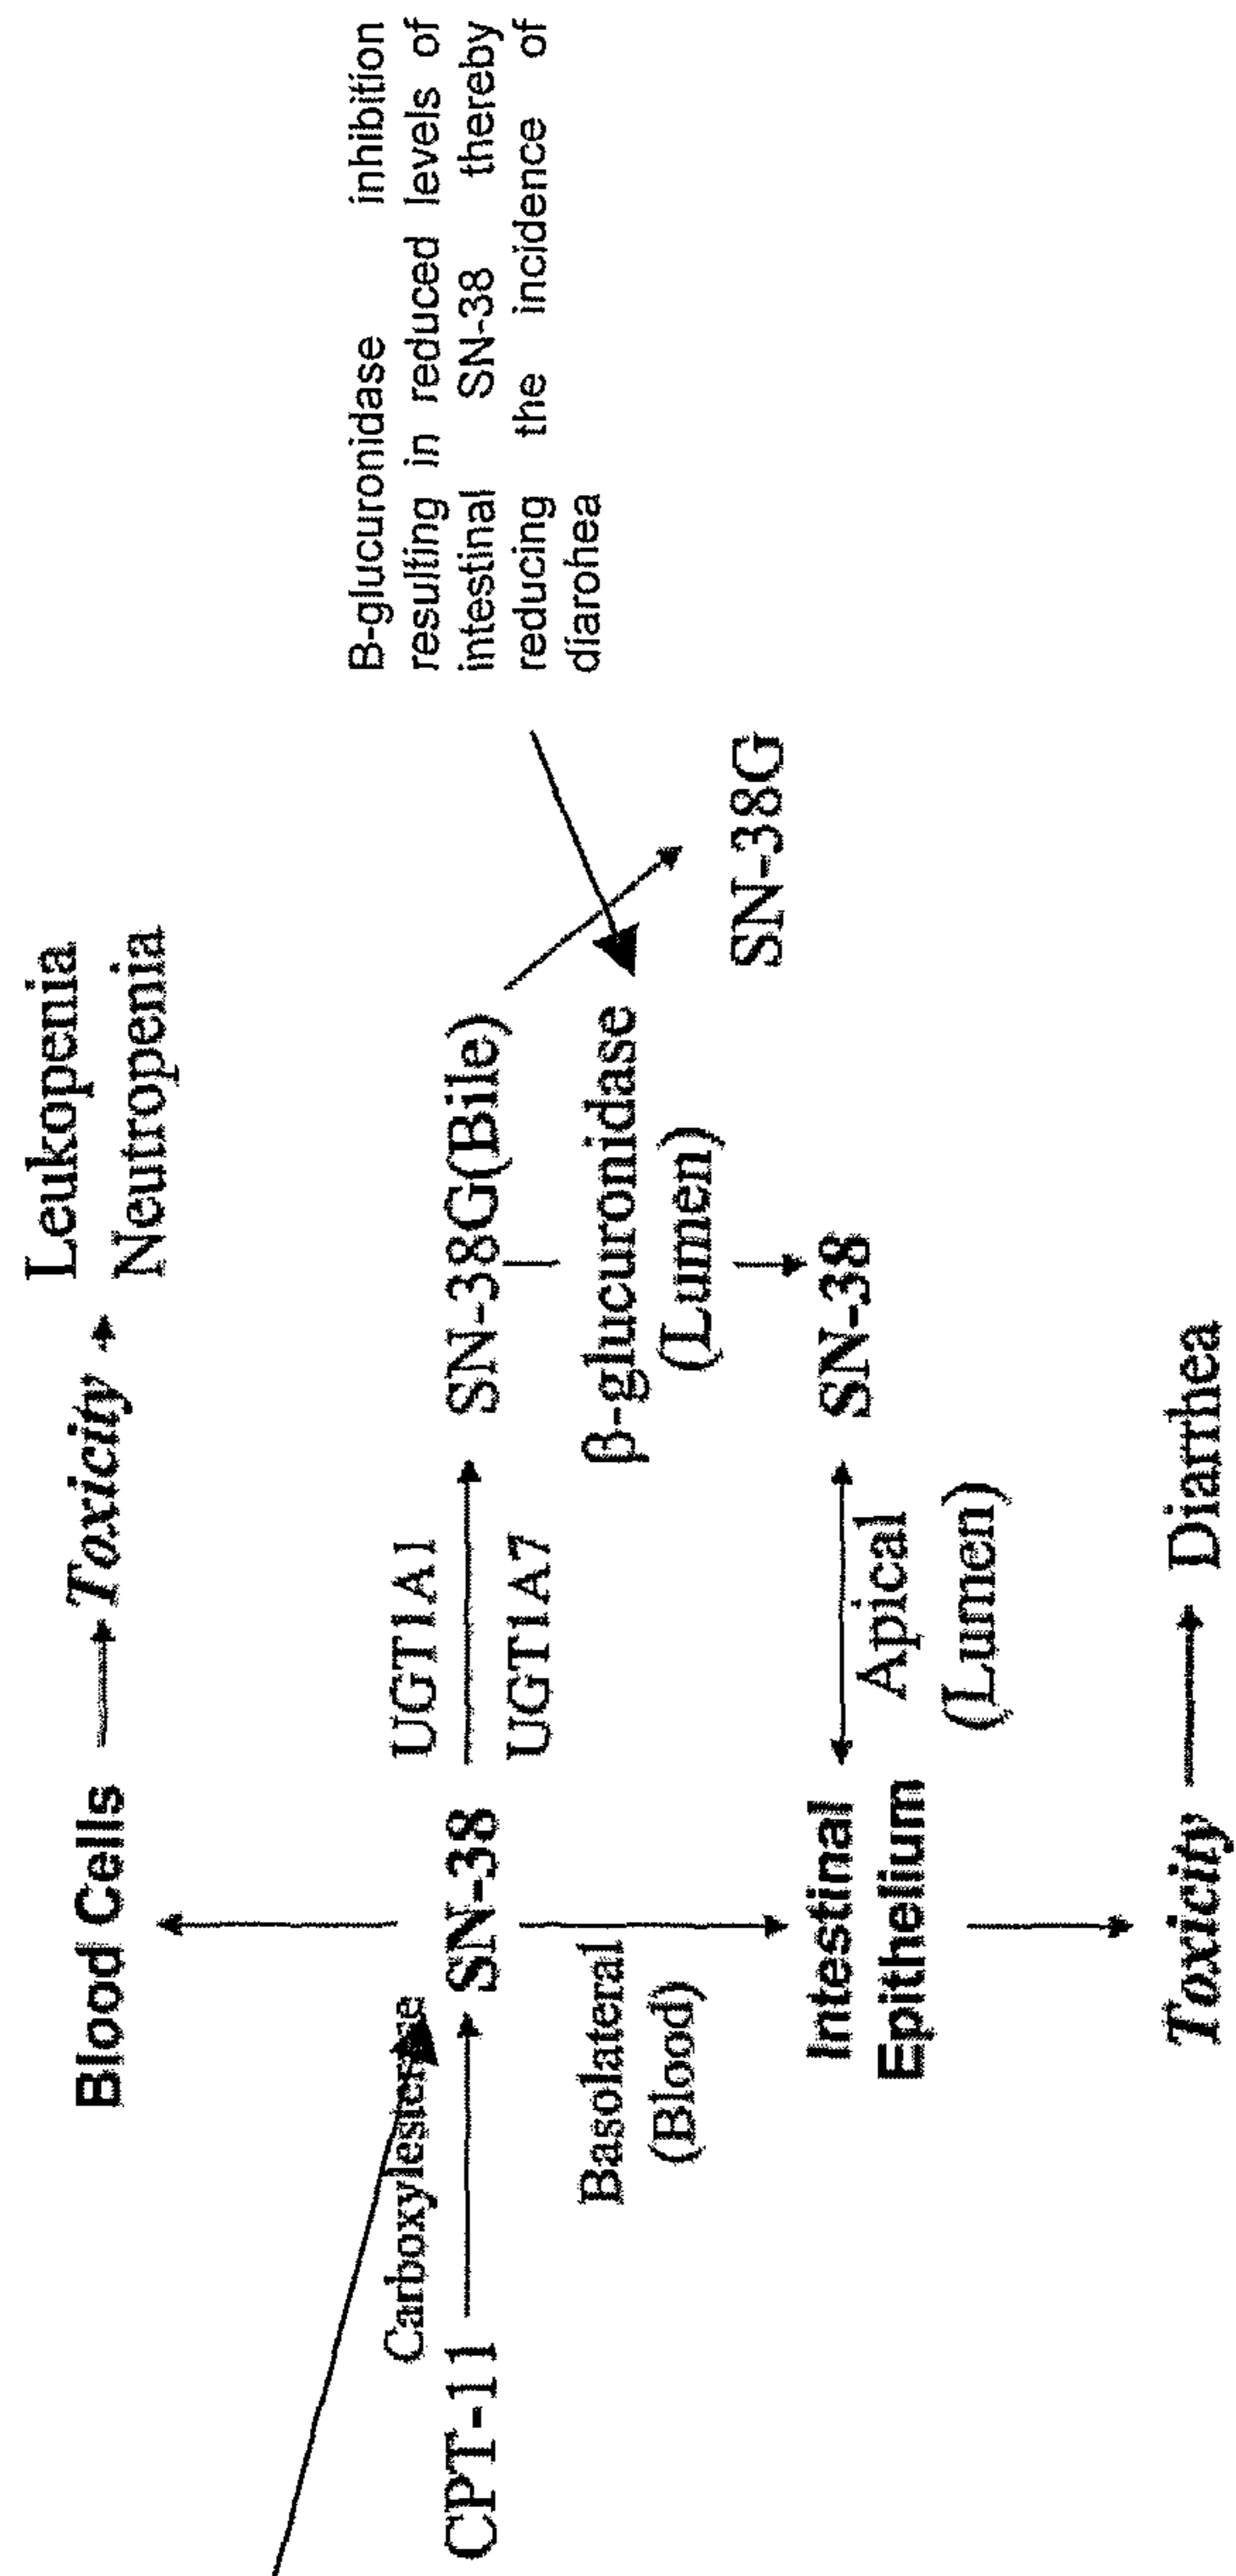 Leukopenia
Neutropenia
Blood Cells
Toxicity
B-glucuronidase inhibition
resulting in reduced levels of
intestinal SN-38 thereby
reducing the incidence of
diarohea
Carboxylesterase
CPT-11
SN-38
UGT1A1
UGT1A7
SN-38G(Bile)
β-glucuronidase
(Lumen)
SN-38G
Basolateral
(Blood)
Intestinal
Epithelium
Apical
(Lumen)
SN-38
Toxicity
Diarrhea